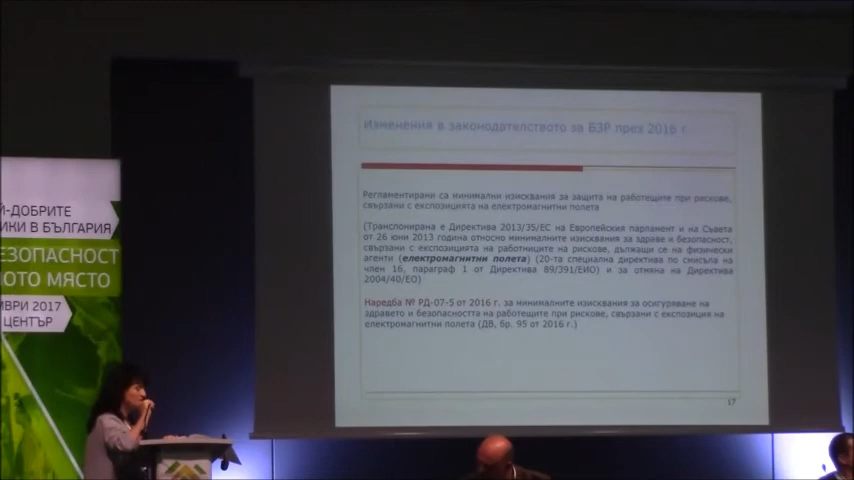 Й-ДОБРИТЕ
ИКИ В БЪЛГАРИЯ
БЕЗОПАСНОСТ
НОТО МЯСТО
МВРИ 2017
ЦЕНТЪР
Изменения в законодателството за БЗР през 2016 г
Регламентирани са минимални изисквания за защита на работещите при рискове,
свързани с експозицията на електромагнитни полета
(Транспонирана е Директива 2013/35/ЕС на Европейския парламент и на Съвета
от 26 юни 2013 година относно минималните изисквания за здраве и безопасност,
свързани с експозицията на работниците на рискове, дължащи се на физически
агенти (електромагнитни полета) (20-та специална директива по смисъла на
член 16, параграф 1 от Директива 89/391/ЕИО) и за отмяна на Директива
2004/40/ЕО)
Наредба № РД-07-5 от 2016 г. за минималните изисквания за осигуряване на
здравето и безопасността на работещите при рискове, свързани с експозиция на
електромагнитни полета (ДВ, бр. 95 от 2016 г.)
17